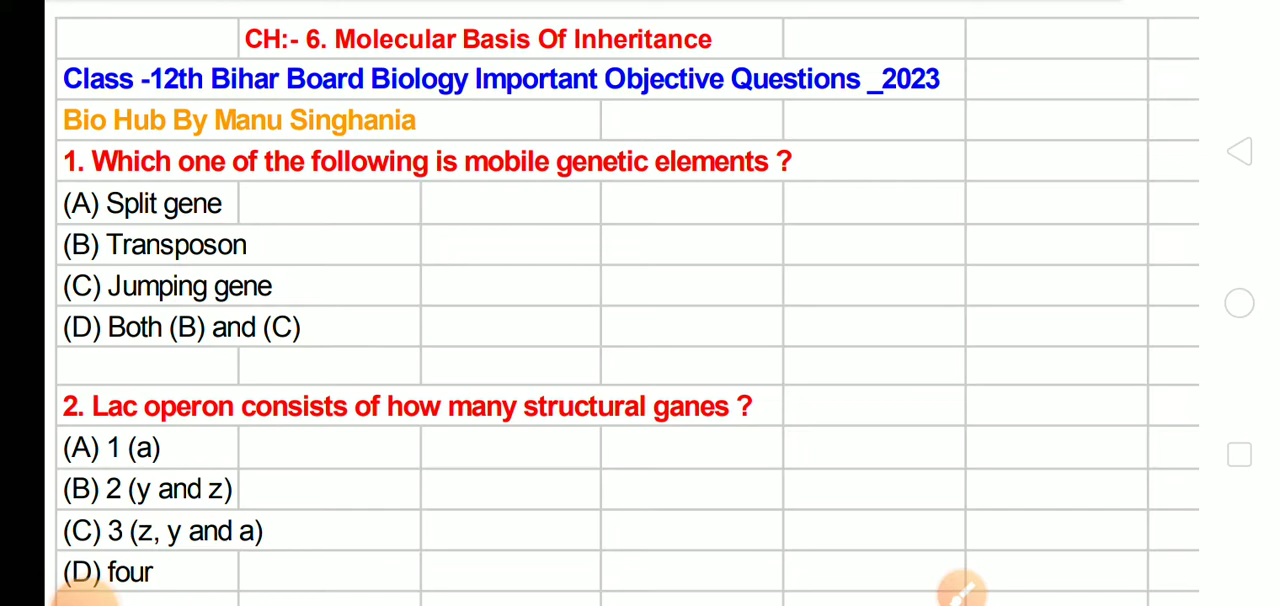 CH:- 6. Molecular Basis Of Inheritance
Class -12th Bihar Board Biology Important Objective Questions _2023
Bio Hub By Manu Singhania
1. Which one of the following is mobile genetic elements ?
(A) Split gene
(B) Transposon
(C) Jumping gene
(D) Both (B) and (C)
2. Lac operon consists of how many structural ganes ?
(A) 1 (a)
(B) 2 (y and z)
(C) 3 (z, y and a)
(D) four